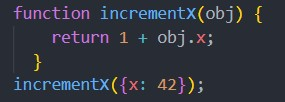 function incrementX(obj) {
    return 1 + obj.x;
  }
incrementX({x: 42});